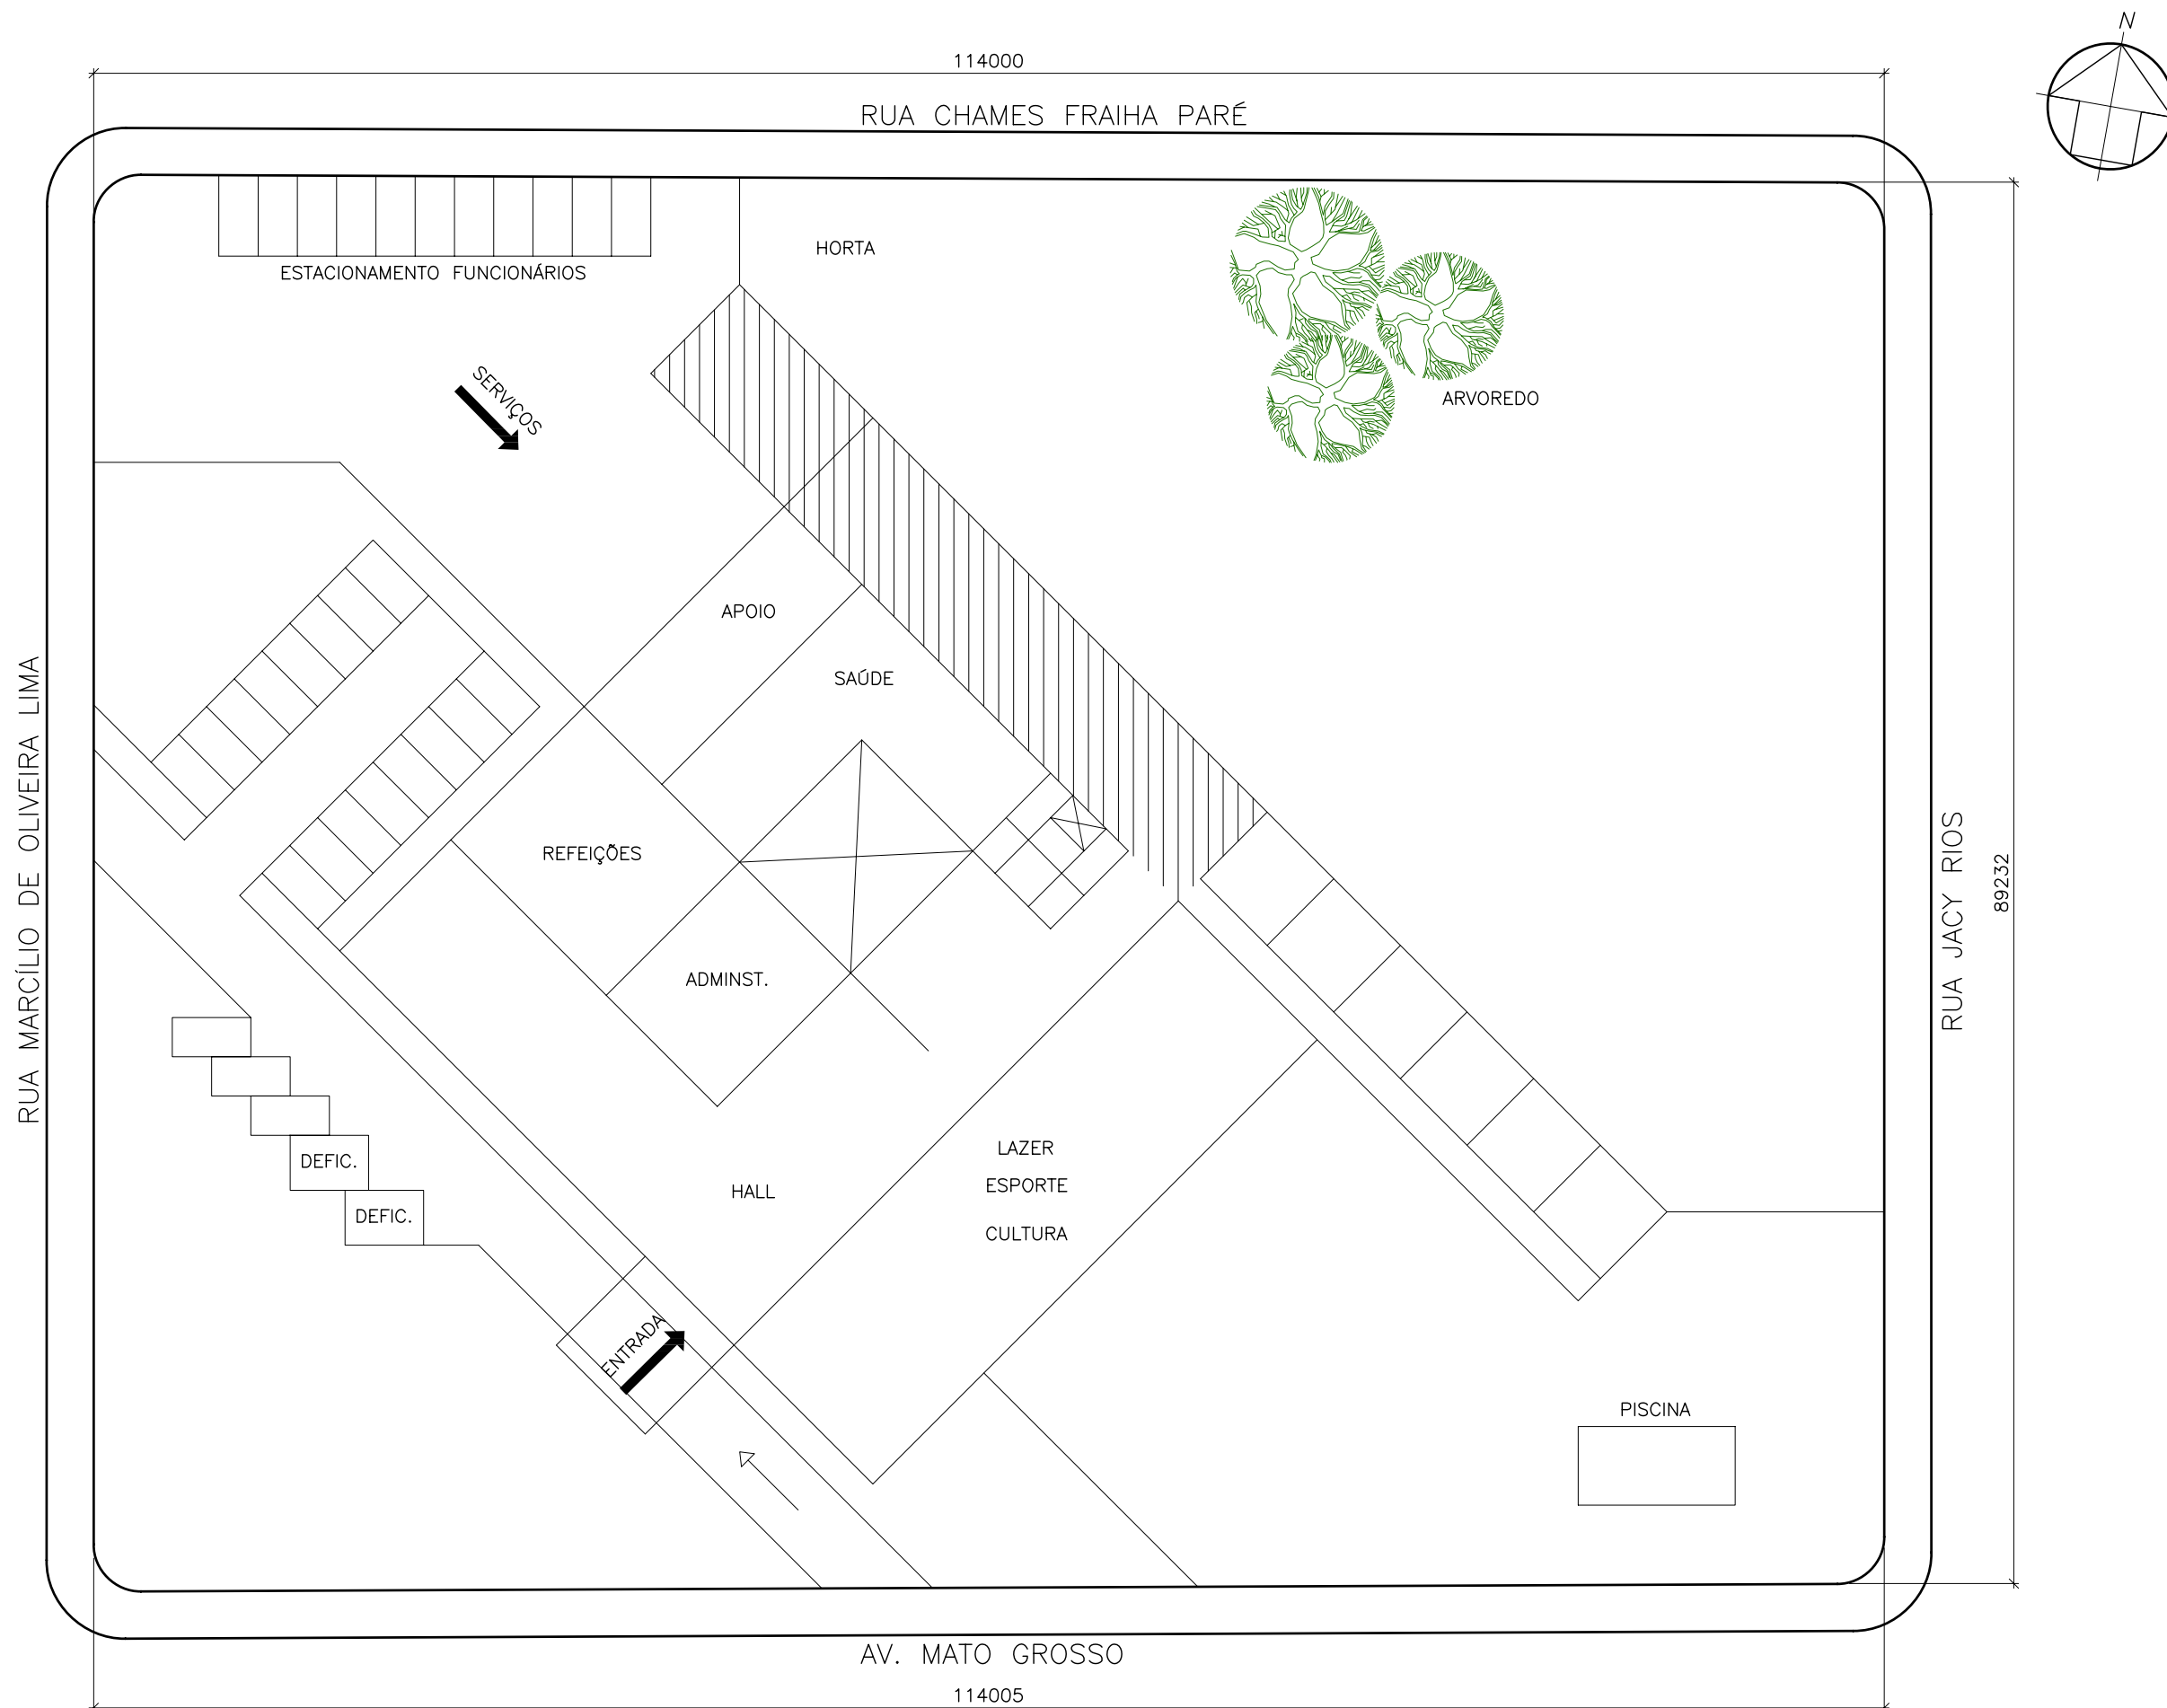 N
114000
RUA CHAMES FRAIHA PARÉ
HORTA
ESTACIONAMENTO FUNCIONÁRIOS
SERVIÇOS
ARVOREDO
APOIO
SAÚDE
RUA MARCÍLIO DE OLIVEIRA LIMA
REFEIÇÕES
RUA JACY RIOS
89232
ADMINST.
LAZER
ESPORTE
CULTURA
DEFIC.
HALL
DEFIC.
ENTRADA
PISCINA
AV. MATO GROSSO
114005